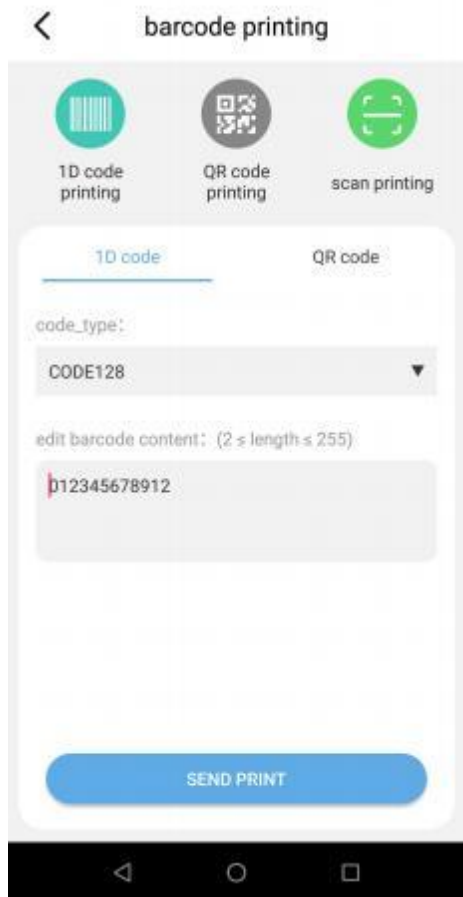 barcode printing
1D code
printing
QR code
printing
scan printing
1D code
QR code
code_type：
CODE128
edit barcode content：(2 ≤ length ≤ 255)
012345678912
SEND PRINT